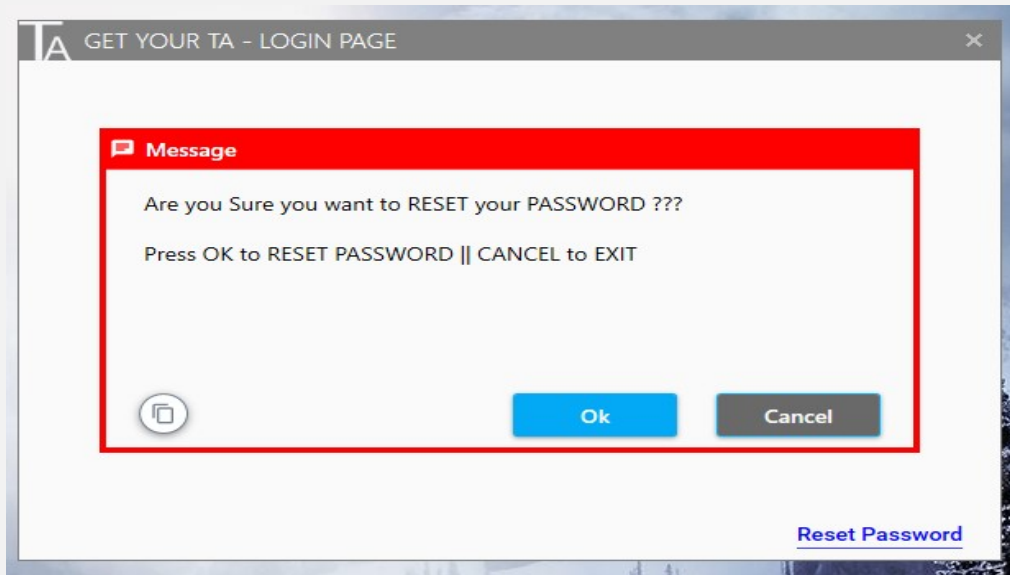 TA GET YOUR TA - LOGIN PAGE
Message
Are you Sure you want to RESET your PASSWORD ???
Press OK to RESET PASSWORD || CANCEL to EXIT
Ok Cancel
Reset Password